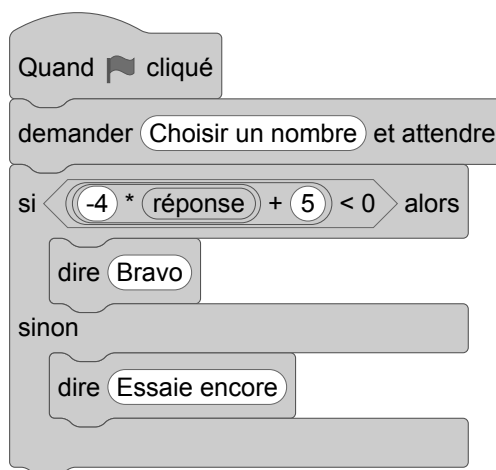 Quand cliqué
demander Choisir un nombre et attendre
si -4 * réponse + 5 < 0 alors
dire Bravo
sinon
dire Essaie encore